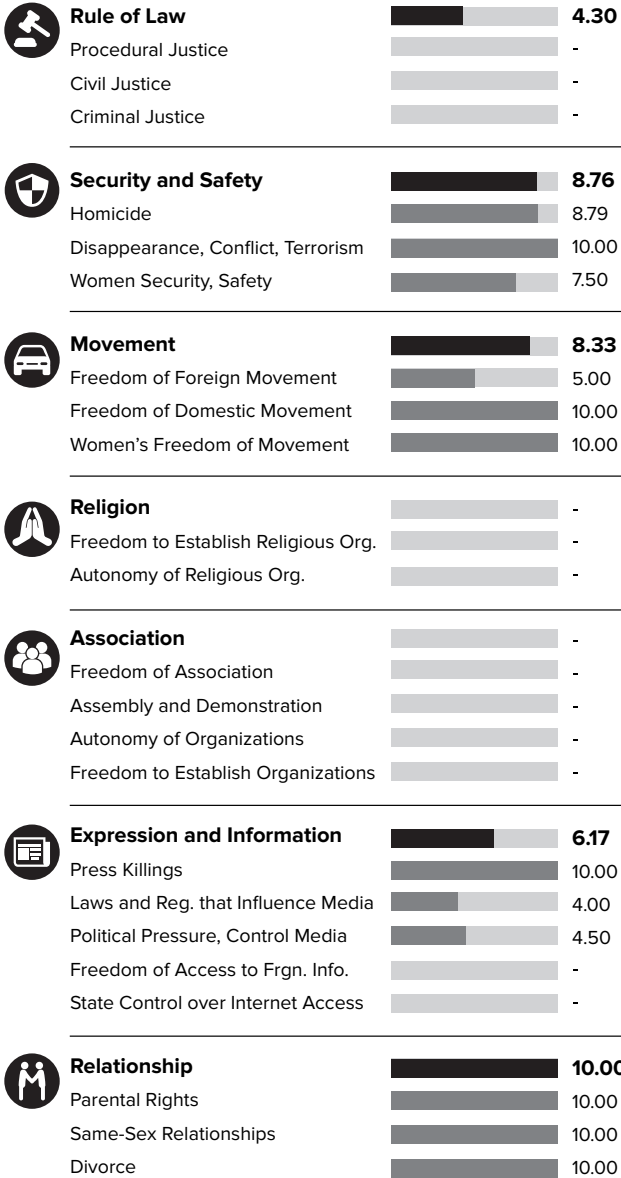 Rule of Law 4.30
Procedural Justice -
Civil Justice -
Criminal Justice -
Security and Safety 8.76
Homicide 8.79
Disappearance, Conflict, Terrorism 10.00
Women Security, Safety 7.50
Movement 8.33
Freedom of Foreign Movement 5.00
Freedom of Domestic Movement 10.00
Women’s Freedom of Movement 10.00
Religion -
Freedom to Establish Religious Org. -
Autonomy of Religious Org. -
Association -
Freedom of Association -
Assembly and Demonstration -
Autonomy of Organizations -
Freedom to Establish Organizations -
Expression and Information 6.17
Press Killings 10.00
Laws and Reg. that Influence Media 4.00
Political Pressure, Control Media 4.50
Freedom of Access to Frgn. Info. -
State Control over Internet Access -
Relationship 10.00
Parental Rights 10.00
Same-Sex Relationships 10.00
Divorce 10.00